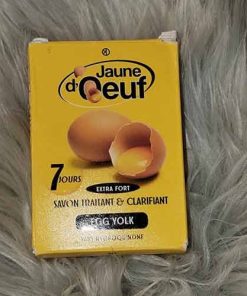 Jaune
d'Oeuf
7
JOURS
EXTRA FORT
SAVON TRAITANT & CLARIFIANT
EGG YOLK